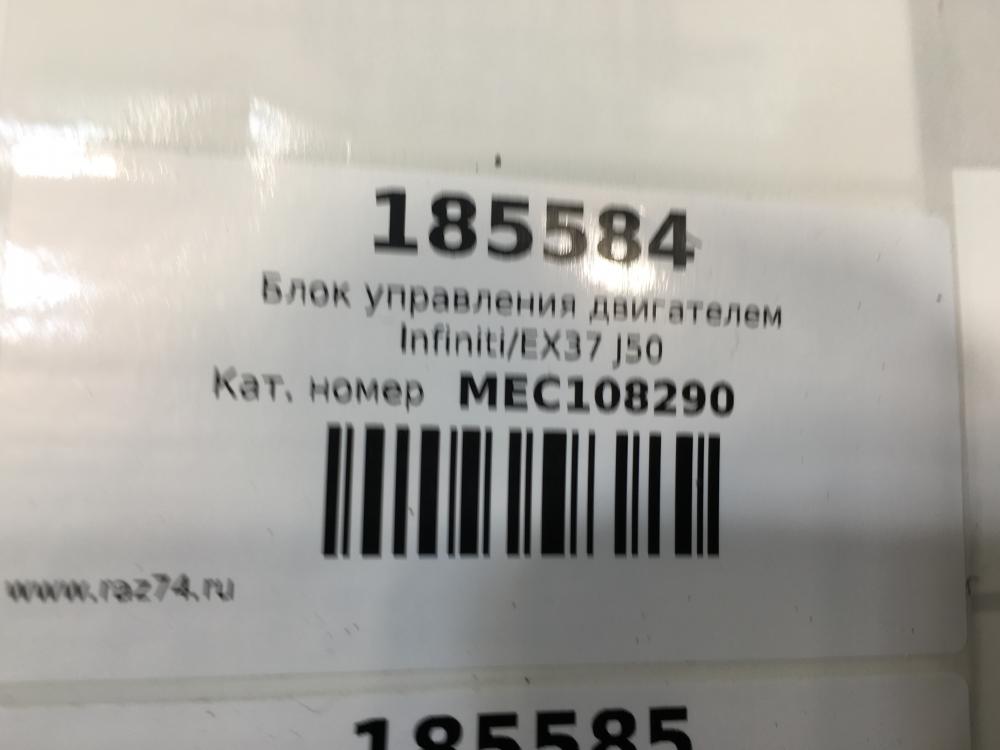 185584
Блок управления двигателем
Infiniti/EX37 J50
Кат. номер MEC108290
www.raz74.ru
185585